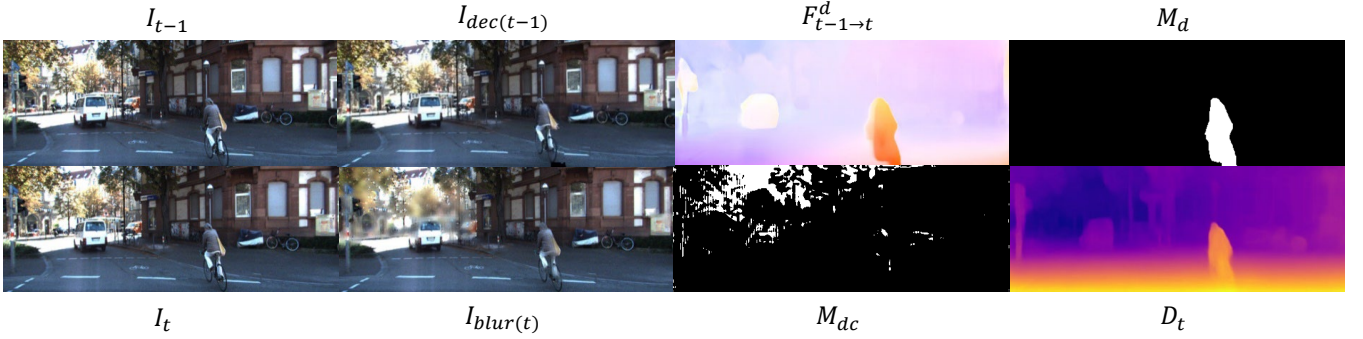 I_{t−1} I_{dec(t−1)} F^{d}_{t−1→t} M_d
I_t I_{blur(t)} M_{dc} D_t